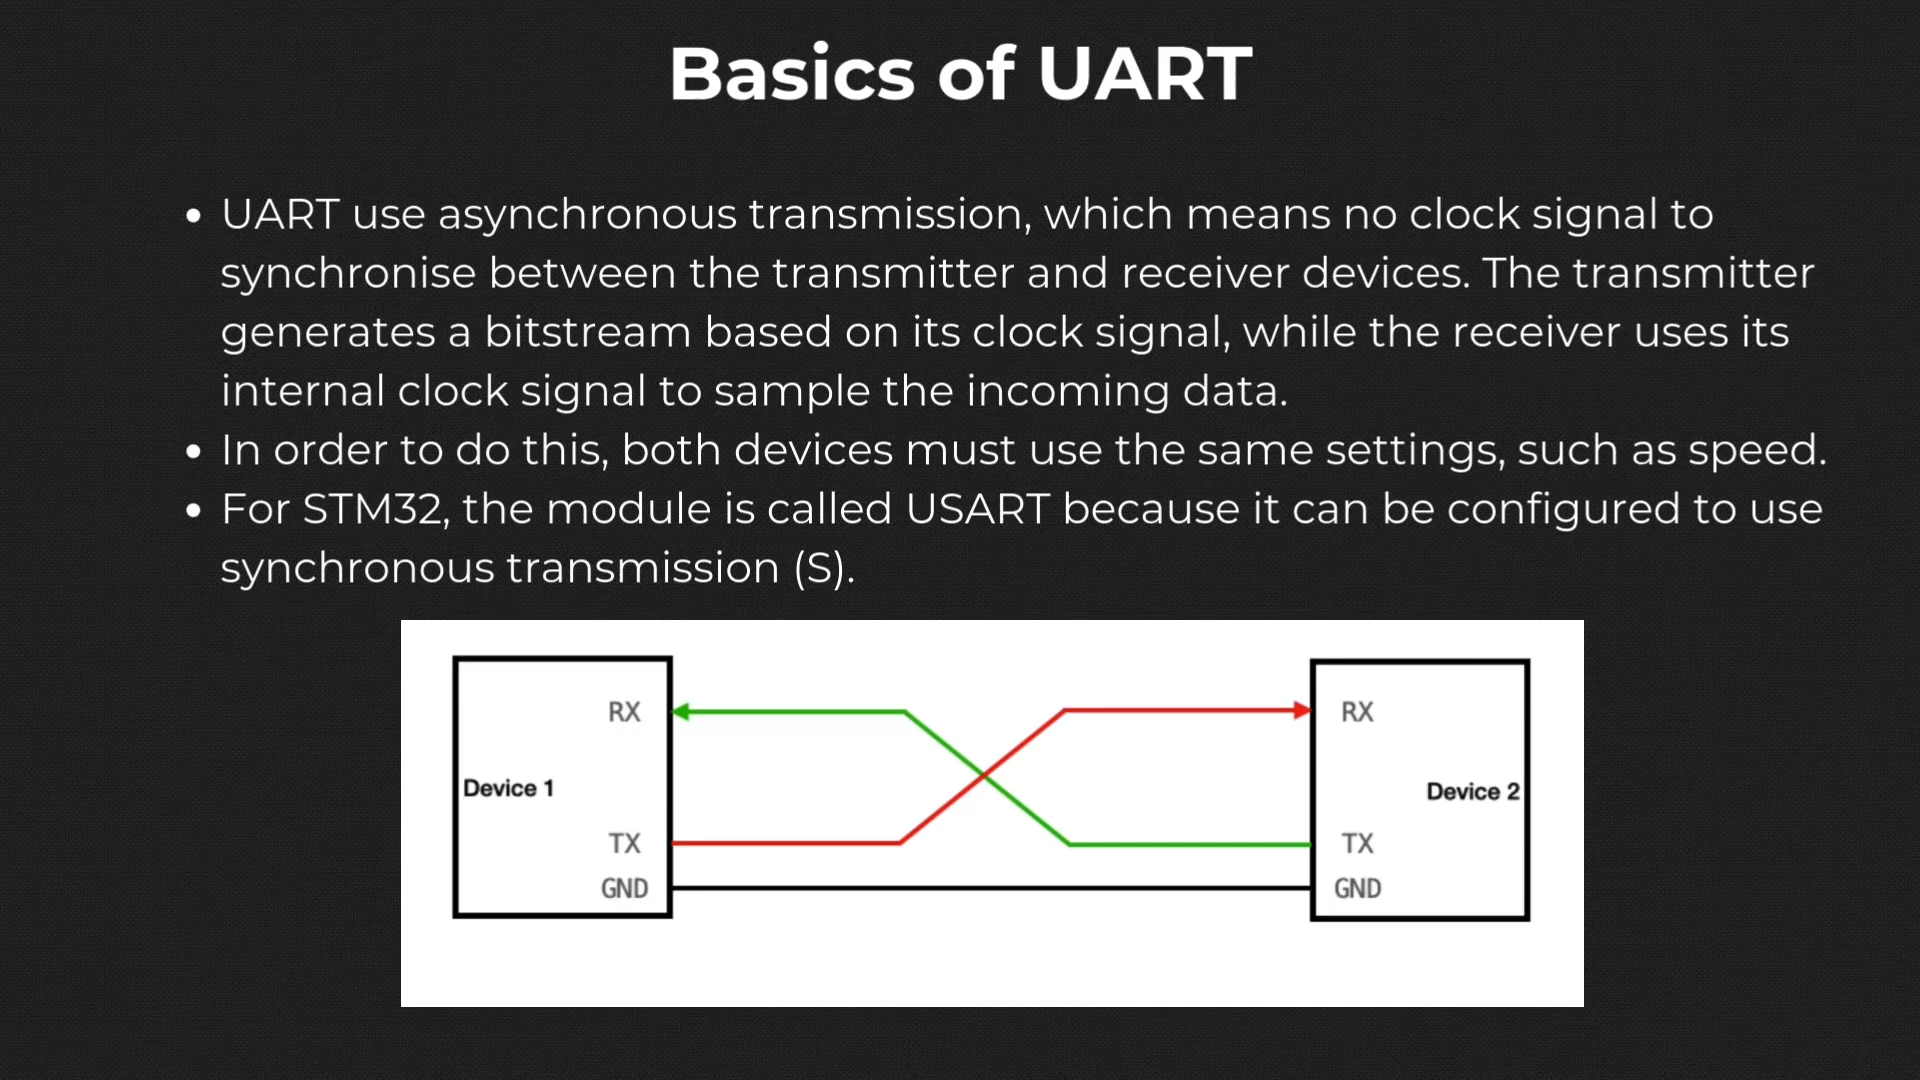 Basics of UART
• UART use asynchronous transmission, which means no clock signal to
synchronise between the transmitter and receiver devices. The transmitter
generates a bitstream based on its clock signal, while the receiver uses its
internal clock signal to sample the incoming data.
• In order to do this, both devices must use the same settings, such as speed.
• For STM32, the module is called USART because it can be configured to use
synchronous transmission (S).
RX
RX
Device 1
Device 2
TX
TX
GND
GND